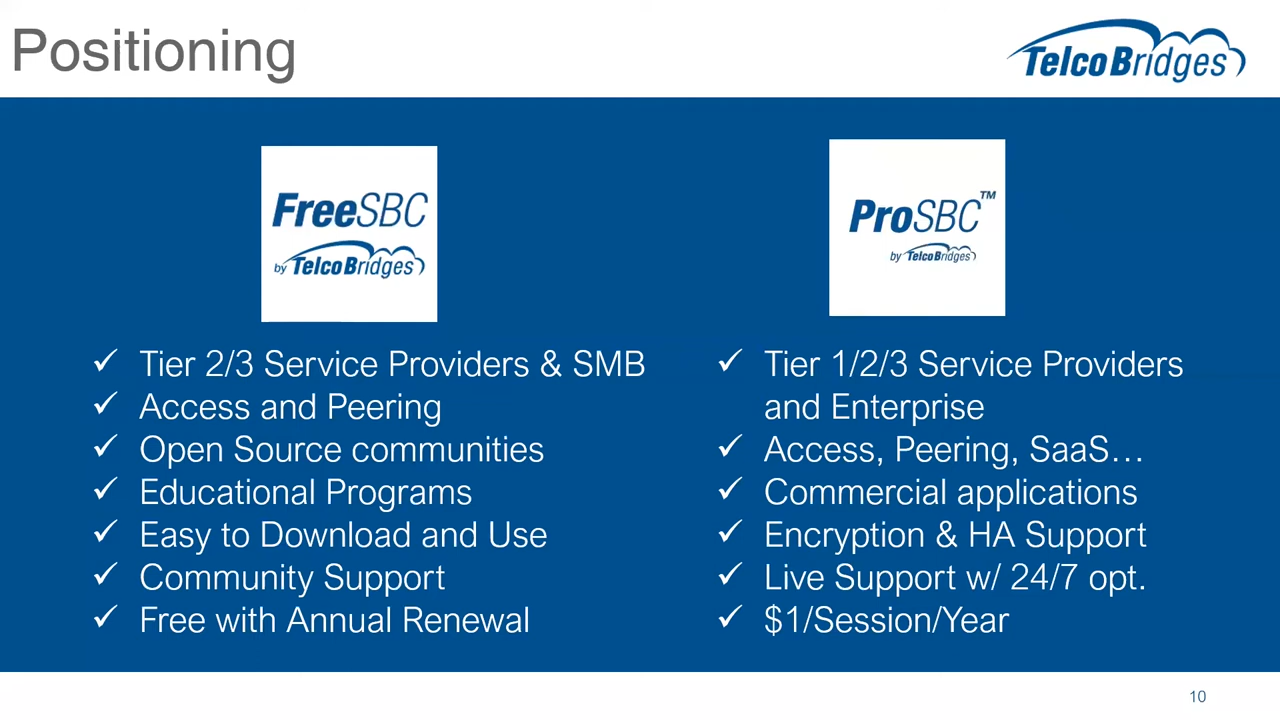 Positioning
TelcoBridges
FreeSBC
by TelcoBridges
ProSBC™
by TelcoBridges
✓ Tier 2/3 Service Providers & SMB
✓ Access and Peering
✓ Open Source communities
✓ Educational Programs
✓ Easy to Download and Use
✓ Community Support
✓ Free with Annual Renewal
✓ Tier 1/2/3 Service Providers
and Enterprise
✓ Access, Peering, SaaS…
✓ Commercial applications
✓ Encryption & HA Support
✓ Live Support w/ 24/7 opt.
✓ $1/Session/Year
10